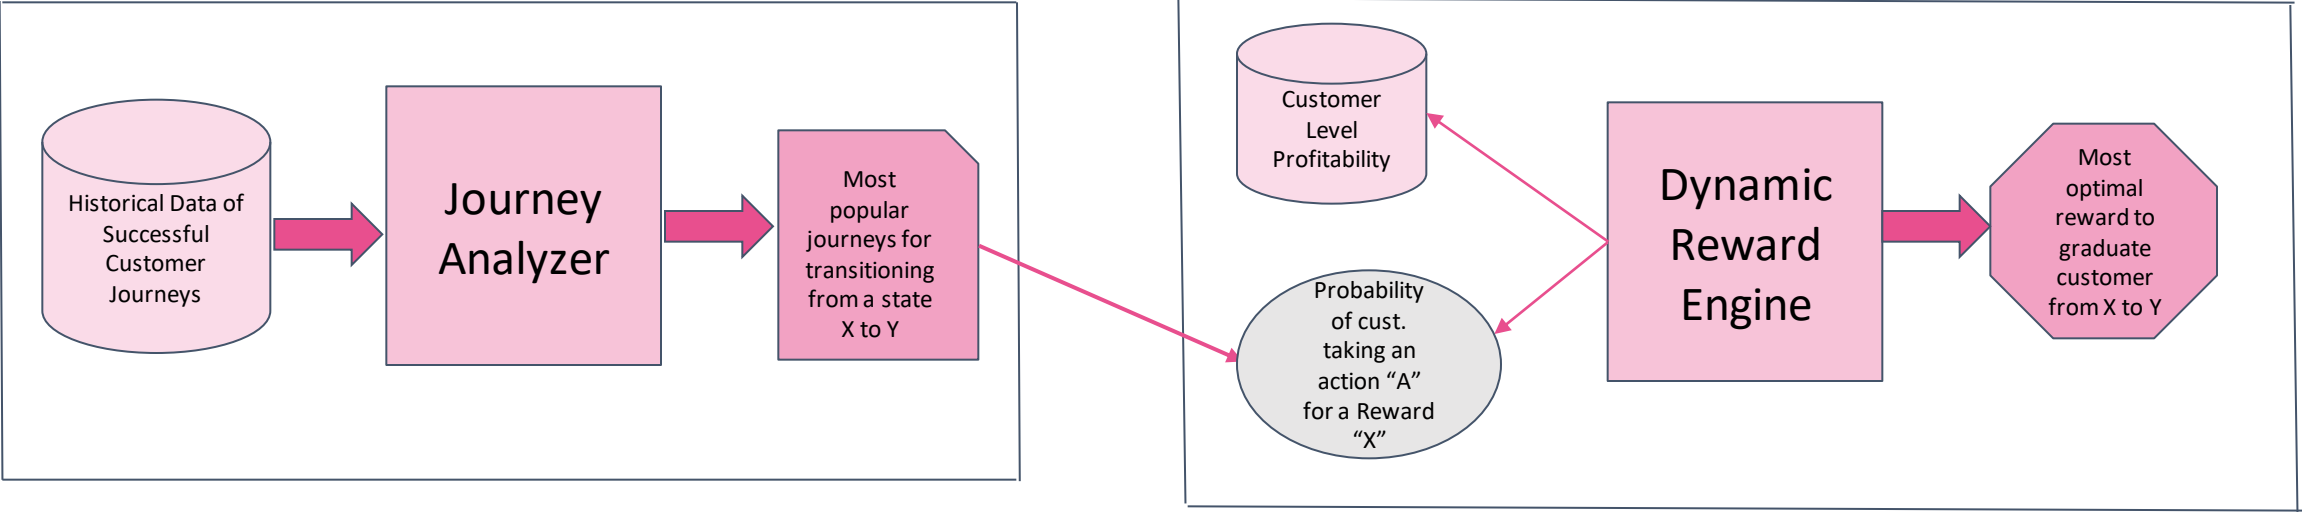 Historical Data of
Successful
Customer
Journeys
Journey
Analyzer
Most
popular
journeys for
transitioning
from a state
X to Y
Customer
Level
Profitability
Probability
of cust.
taking an
action “A”
for a Reward
“X”
Dynamic
Reward
Engine
Most
optimal
reward to
graduate
customer
from X to Y